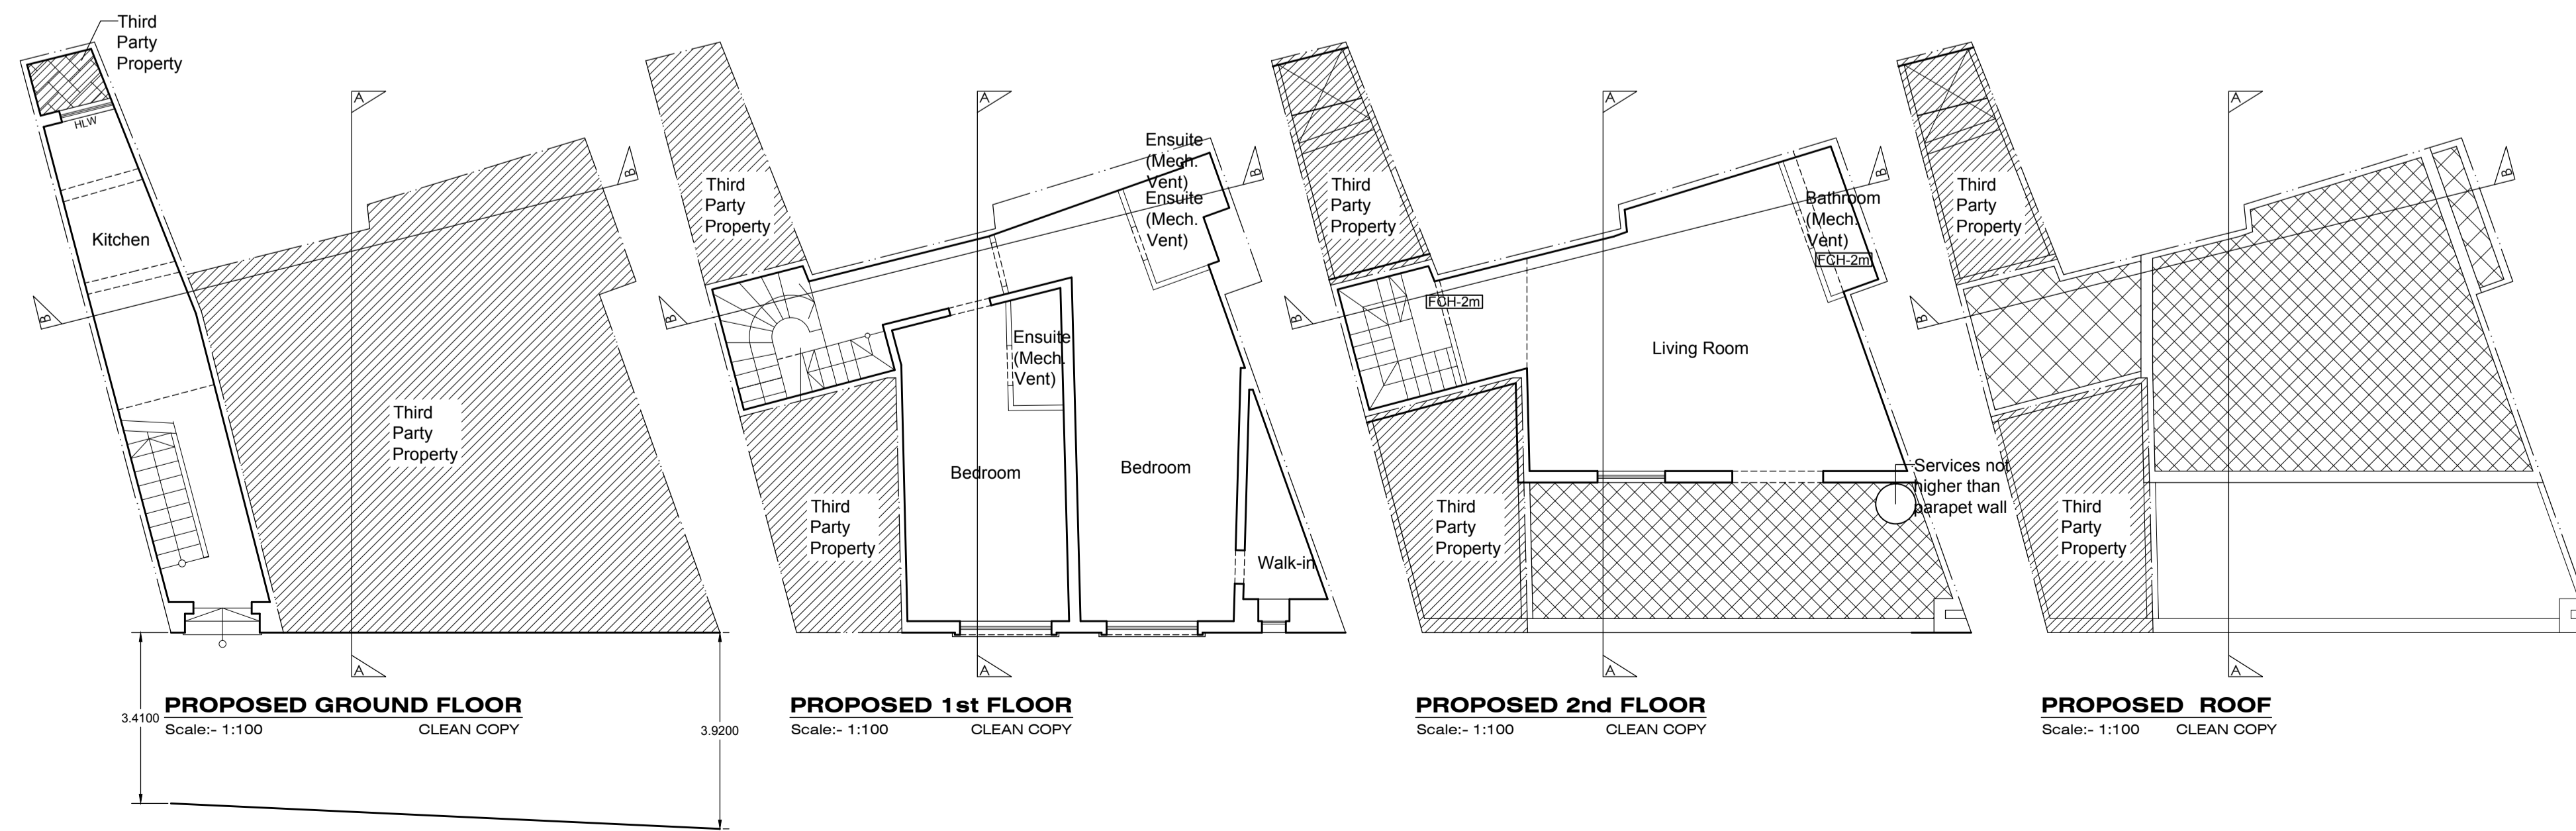 Third
Party
Property
HLW
Kitchen
A
B
B
Third
Party
Property
A
3.4100
3.9200
PROPOSED GROUND FLOOR
Scale:- 1:100 CLEAN COPY
Third
Party
Property
A
Ensuite
(Mech.
Vent)
Ensuite
(Mech.
Vent)
B
B
Ensuite
(Mech.
Vent)
Bedroom
Bedroom
Third
Party
Property
Walk-in
A
PROPOSED 1st FLOOR
Scale:- 1:100 CLEAN COPY
Third
Party
Property
A
B
Bathroom
(Mech.
Vent)
FCH-2m
FCH-2m
B
Living Room
Services not
higher than
parapet wall
Third
Party
Property
A
PROPOSED 2nd FLOOR
Scale:- 1:100 CLEAN COPY
Third
Party
Property
A
B
B
Third
Party
Property
A
PROPOSED ROOF
Scale:- 1:100 CLEAN COPY